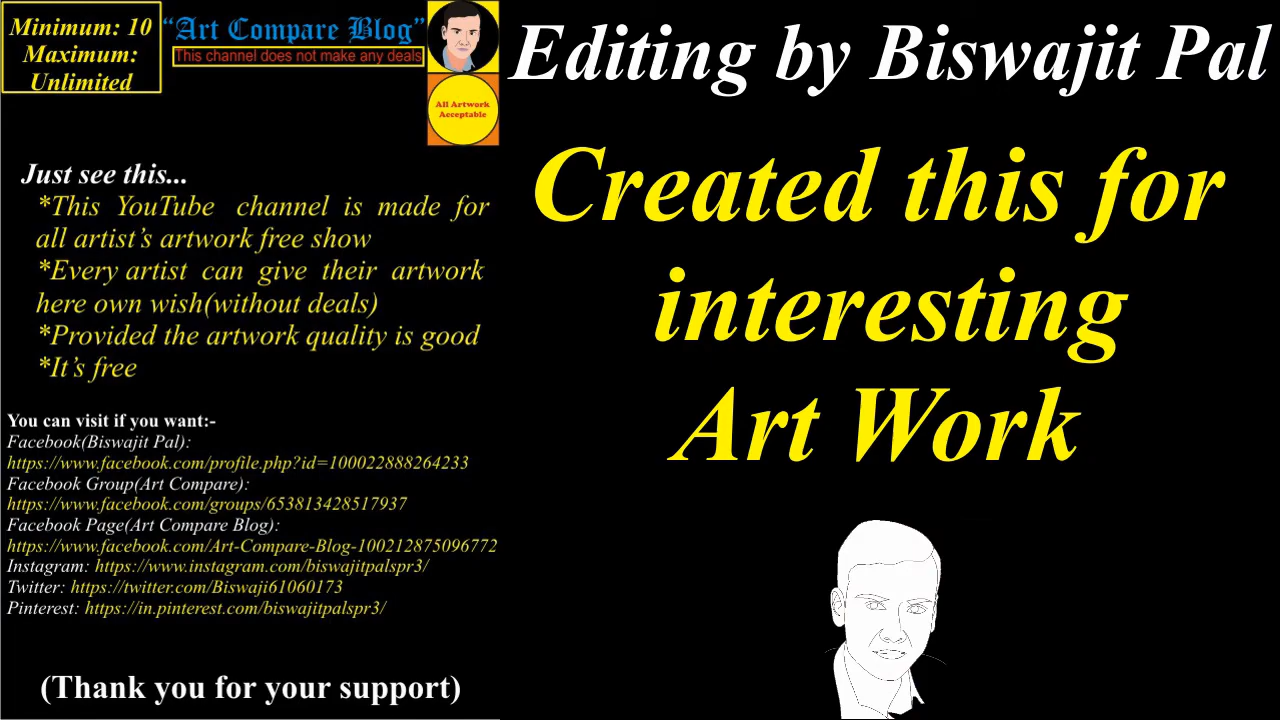 Minimum: 10
Maximum:
Unlimited
“Art Compare Blog”
This channel does not make any deals
All Artwork
Acceptable
Just see this...
*This YouTube channel is made for
all artist’s artwork free show
*Every artist can give their artwork
here own wish(without deals)
*Provided the artwork quality is good
*It’s free
You can visit if you want:-
Facebook(Biswajit Pal):
https://www.facebook.com/profile.php?id=100022888264233
Facebook Group(Art Compare):
https://www.facebook.com/groups/653813428517937
Facebook Page(Art Compare Blog):
https://www.facebook.com/Art-Compare-Blog-100212875096772
Instagram: https://www.instagram.com/biswajitpalspr3/
Twitter: https://twitter.com/Biswaji61060173
Pinterest: https://in.pinterest.com/biswajitpalspr3/
(Thank you for your support)
Editing by Biswajit Pal
Created this for
interesting
Art Work